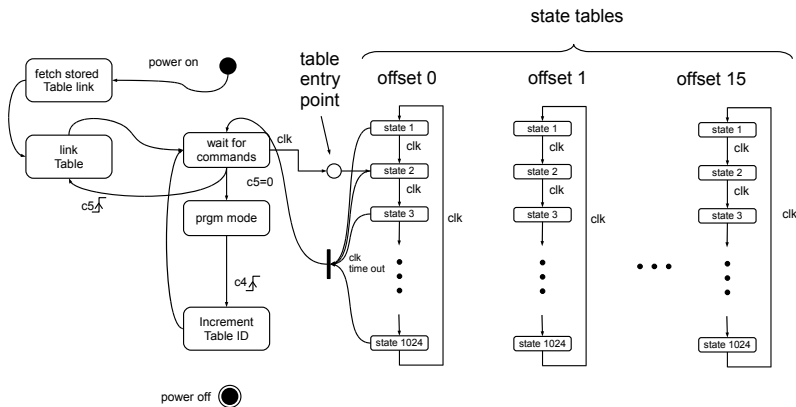 state tables
power on
fetch stored
Table link
table
entry
point
offset 0
offset 1
offset 15
link
Table
wait for
commands
clk
c5=0
c5
prgm mode
c4
Increment
Table ID
power off
clk
time out
state 1
clk
state 2
clk
state 3
state 1024
clk
state 1
clk
state 2
clk
state 3
state 1024
clk
state 1
clk
state 2
clk
state 3
state 1024
clk